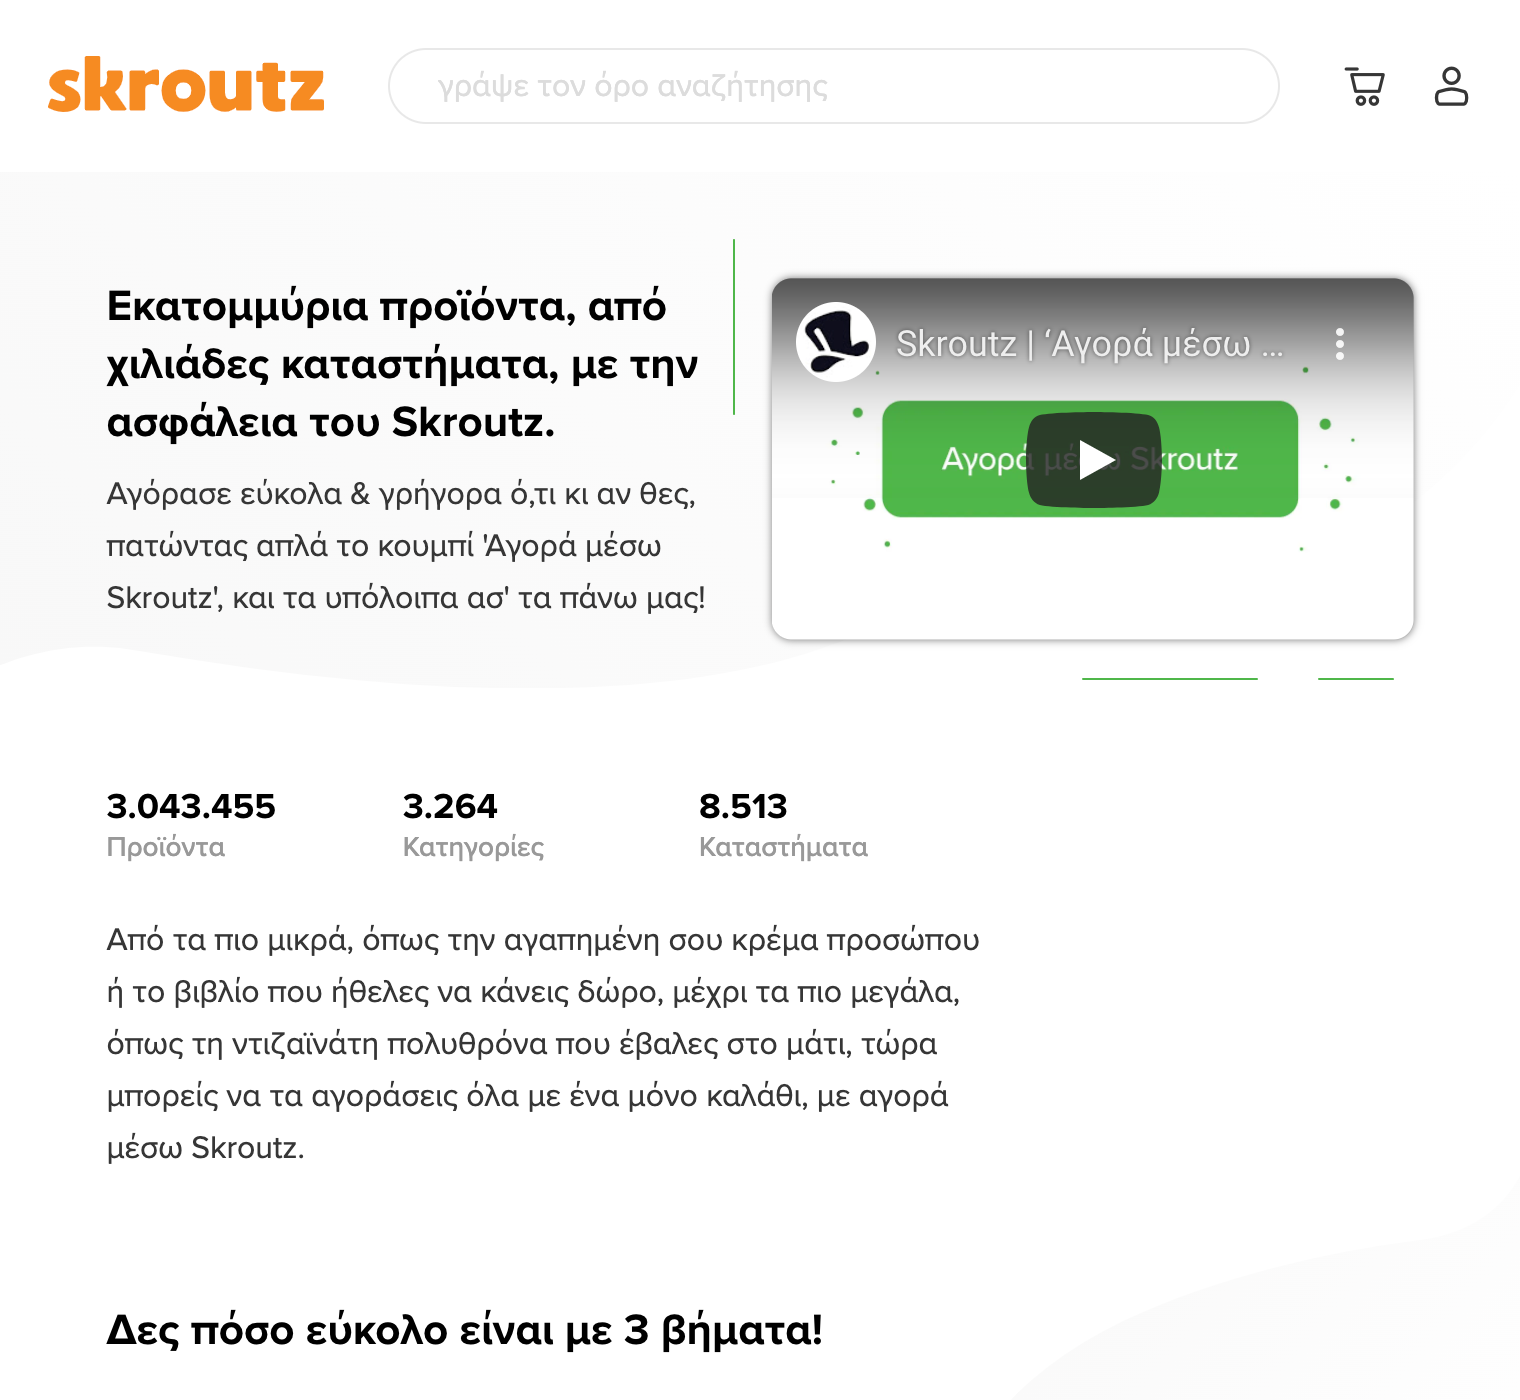 skroutz
γράψε τον όρο αναζήτησης
Εκατομμύρια προϊόντα, από
χιλιάδες καταστήματα, με την
ασφάλεια του Skroutz.
Αγόρασε εύκολα & γρήγορα ό,τι κι αν θες,
πατώντας απλά το κουμπί 'Αγορά μέσω
Skroutz', και τα υπόλοιπα ασ' τα πάνω μας!
Skroutz | ‘Αγορά μέσω ...
Αγορά μέσω Skroutz
3.043.455
Προϊόντα
3.264
Κατηγορίες
8.513
Καταστήματα
Από τα πιο μικρά, όπως την αγαπημένη σου κρέμα προσώπου
ή το βιβλίο που ήθελες να κάνεις δώρο, μέχρι τα πιο μεγάλα,
όπως τη ντιζαϊνάτη πολυθρόνα που έβαλες στο μάτι, τώρα
μπορείς να τα αγοράσεις όλα με ένα μόνο καλάθι, με αγορά
μέσω Skroutz.
Δες πόσο εύκολο είναι με 3 βήματα!